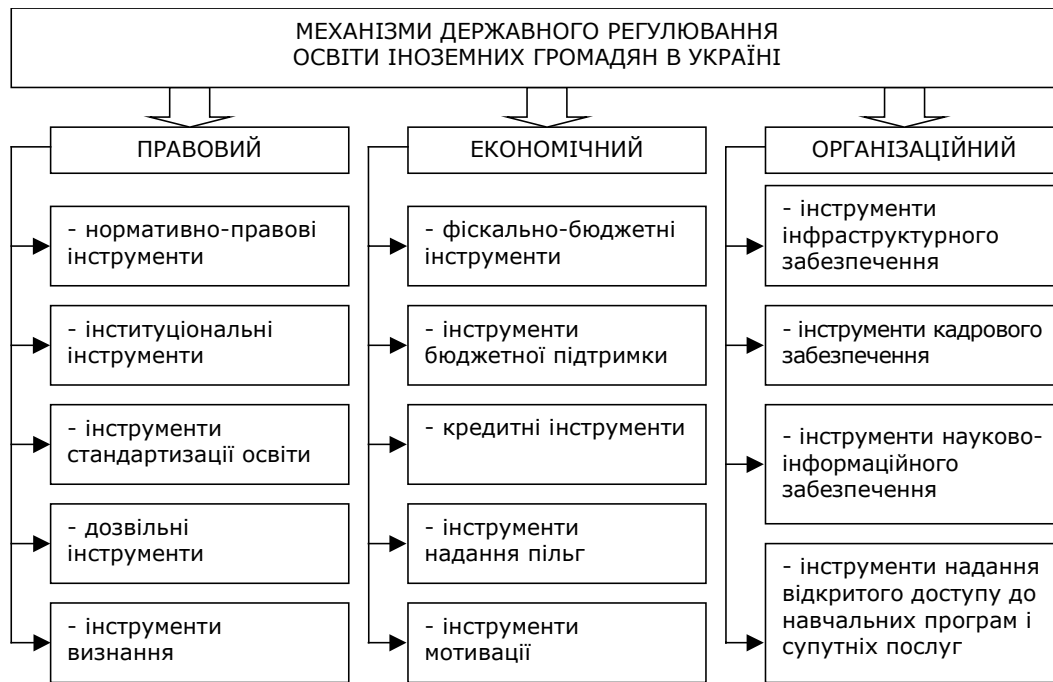 МЕХАНІЗМИ ДЕРЖАВНОГО РЕГУЛЮВАННЯ
ОСВІТИ ІНОЗЕМНИХ ГРОМАДЯН В УКРАЇНІ
ПРАВОВИЙ
- нормативно-правові
інструменти
- інституціональні
інструменти
- інструменти
стандартизації освіти
- дозвільні
інструменти
- інструменти
визнання
ЕКОНОМІЧНИЙ
- фіскально-бюджетні
інструменти
- інструменти
бюджетної підтримки
- кредитні інструменти
- інструменти
надання пільг
- інструменти
мотивації
ОРГАНІЗАЦІЙНИЙ
- інструменти
інфраструктурного
забезпечення
- інструменти кадрового
забезпечення
- інструменти науково-
інформаційного
забезпечення
- інструменти надання
відкритого доступу до
навчальних програм і
супутніх послуг